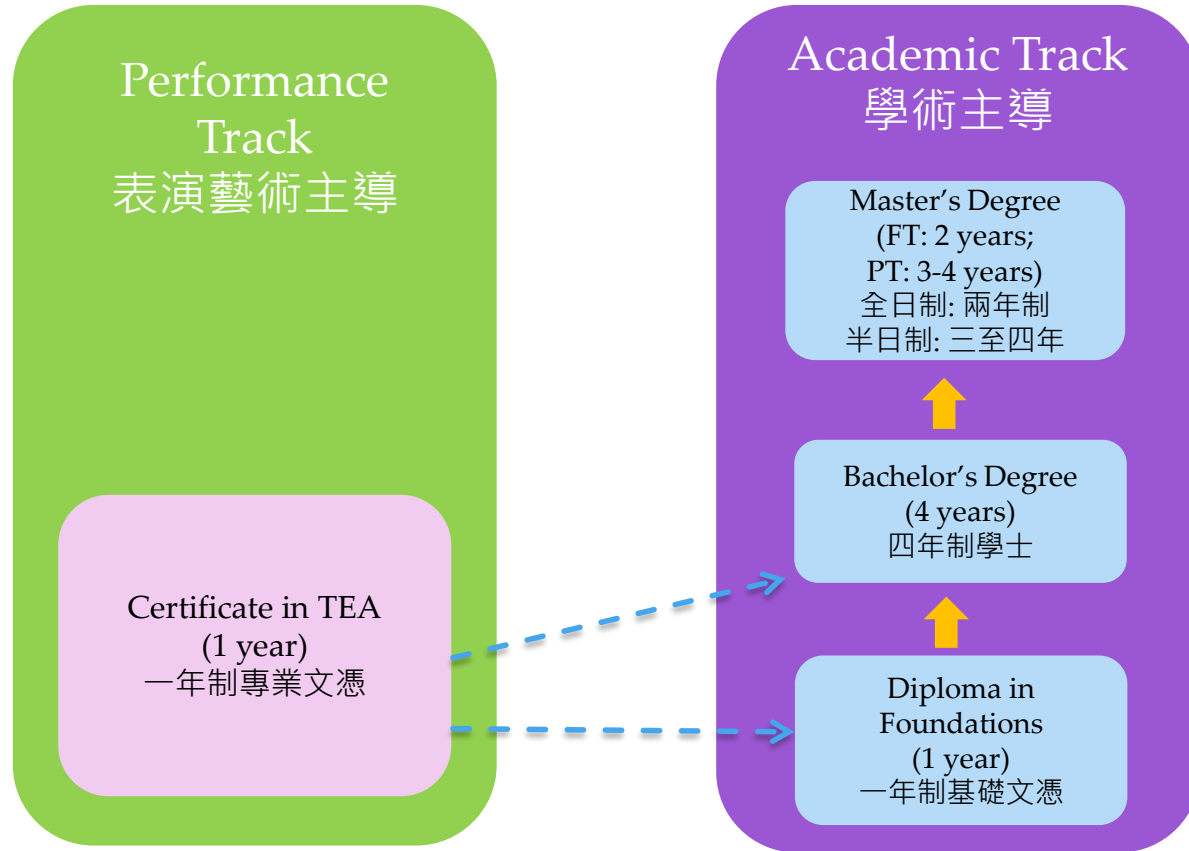 Performance
Track
表演藝術主導
Certificate in TEA
(1 year)
一年制專業文憑
Academic Track
學術主導
Master's Degree
(FT: 2 years;
PT: 3-4 years)
全日制: 兩年制
半日制: 三至四年
Bachelor's Degree
(4 years)
四年制學士
Diploma in
Foundations
(1 year)
一年制基礎文憑